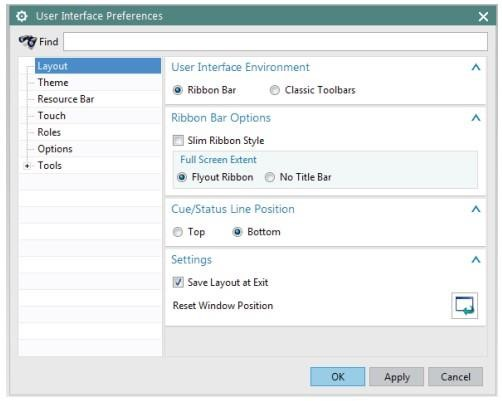 User Interface Preferences
Find
Layout
Theme
Resource Bar
Touch
Roles
Options
Tools
User Interface Environment
Ribbon Bar Classic Toolbars
Ribbon Bar Options
Slim Ribbon Style
Full Screen Extent
Flyout Ribbon No Title Bar
Cue/Status Line Position
Top Bottom
Settings
Save Layout at Exit
Reset Window Position
OK Apply Cancel